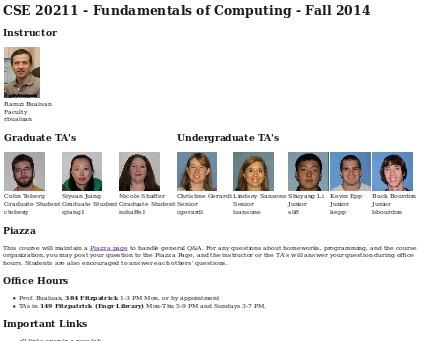 CSE 20211 - Fundamentals of Computing - Fall 2014
Instructor
Ramzi Bualuan
Faculty
rbualuan
Graduate TA's
Undergraduate TA's
Colin Teberg
Graduate Student
cteberg
Siyuan Jiang
Graduate Student
sjiang1
Nicole Shaffer
Graduate Student
nshaffe1
Christine Gerardi
Senior
cgerardi
Lindsey Sansone
Senior
lsansone
Shuyang Li
Junior
sli8
Kevin Epp
Junior
kepp
Buck Bourdon
Junior
bbourdon
Piazza
This course will maintain a Piazza page to handle general Q&A. For any questions about homeworks, programming, and the course
organization, you may post your question to the Piazza Page, and the instructor or the TA's will answer your question during office
hours. Students are also encouraged to answer each others' questions.
Office Hours
• Prof. Bualuan, 384 Fitzpatrick 1-3 PM Mon, or by appointment
• TAs in 149 Fitzpatrick (Engr Library) Mon-Thu 5-9 PM and Sundays 3-7 PM.
Important Links